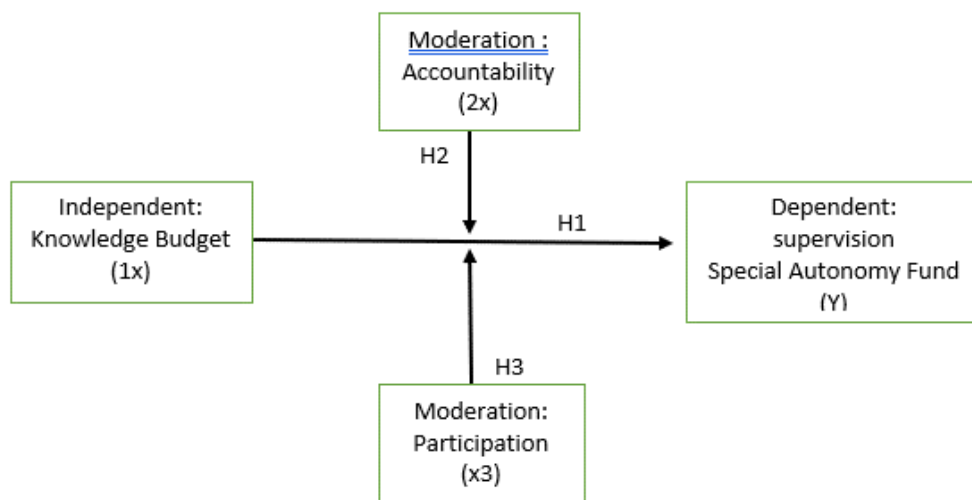 Moderation :
Accountability
(2x)
H2
Independent:
Knowledge Budget
(1x)
H1
Dependent:
supervision
Special Autonomy Fund
(Y)
H3
Moderation:
Participation
(x3)